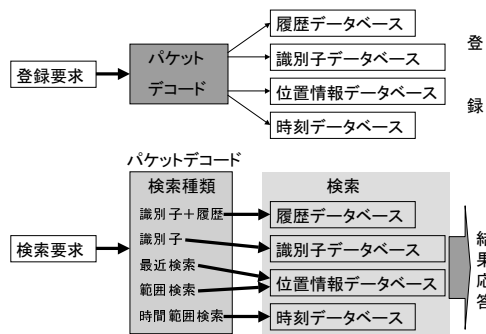 履歴データベース
登
パケット
識別子データベース
登録要求
デコード
位置情報データベース
録
時刻データベース
パケットデコード
検索種類
検索
識別子＋履歴
履歴データベース
検索要求
識別子
識別子データベース
最近検索
位置情報データベース
範囲検索
時間範囲検索
時刻データベース
結
果
応
答